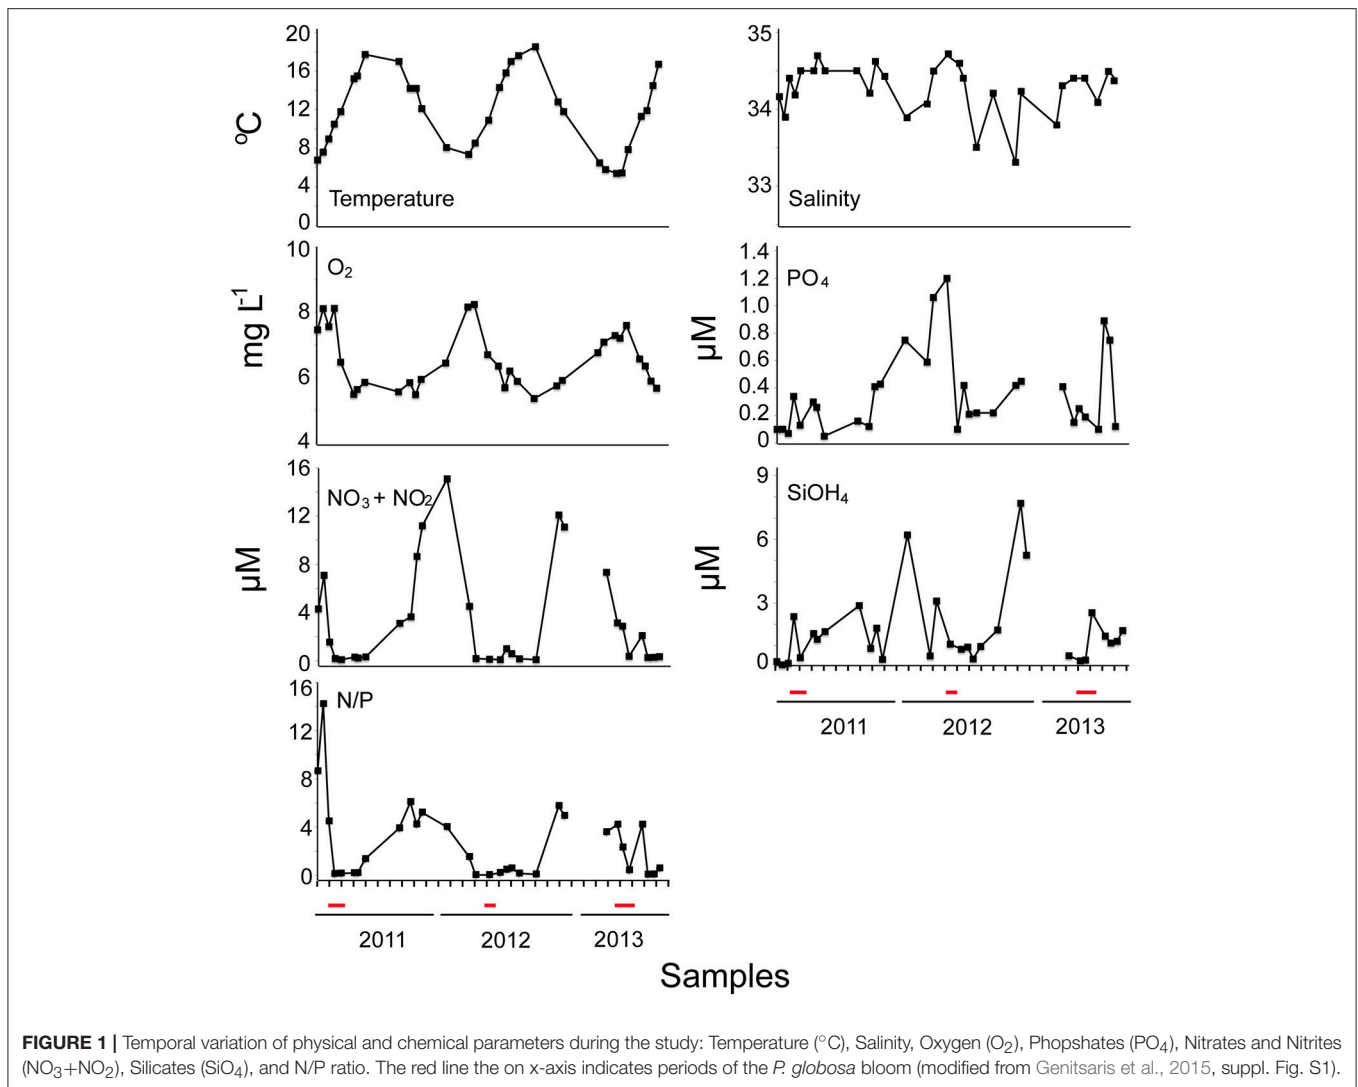 20
16
12
8
4
0
ºC
Temperature
35
34
33
Salinity
10
8
6
4
mg L-1
O2
1.4
1.2
1.0
0.8
0.6
0.4
0.2
0
µM
PO4
16
12
8
4
0
µM
NO3 + NO2
9
6
3
0
µM
SiOH4
2011
2012
2013
16
12
8
4
0
N/P
2011
2012
2013
Samples
FIGURE 1 | Temporal variation of physical and chemical parameters during the study: Temperature (°C), Salinity, Oxygen (O2), Phopshates (PO4), Nitrates and Nitrites
(NO3+NO2), Silicates (SiO4), and N/P ratio. The red line the on x-axis indicates periods of the P. globosa bloom (modified from Genitsaris et al., 2015, suppl. Fig. S1).